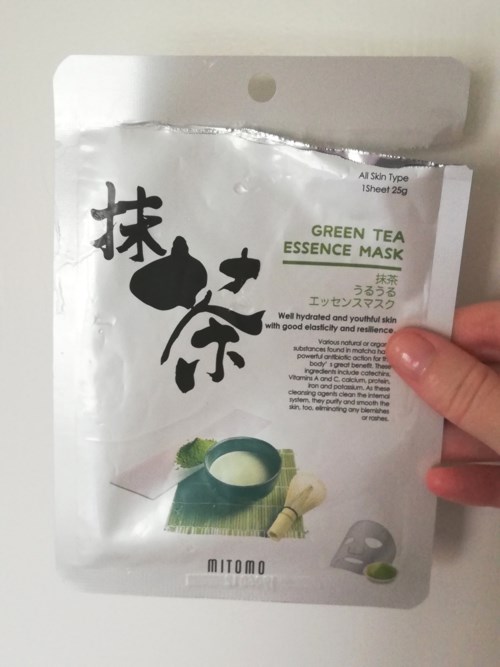 All Skin Type
1Sheet 25g
抹茶
GREEN TEA
ESSENCE MASK
抹茶
うるうる
エッセンスマスク
Well hydrated and youthful skin
with good elasticity and resilience.
Various natural or organ
substances found in matcha ha
powerful antibiotic action for th
body's great benefit. These
ingredients include catechins,
Vitamins A and C, calcium, protein,
iron and potassium. As these
cleansing agents clean the internal
system, they purify and smooth the
skin, too, eliminating any blemishes
or rashes.
MITOMO